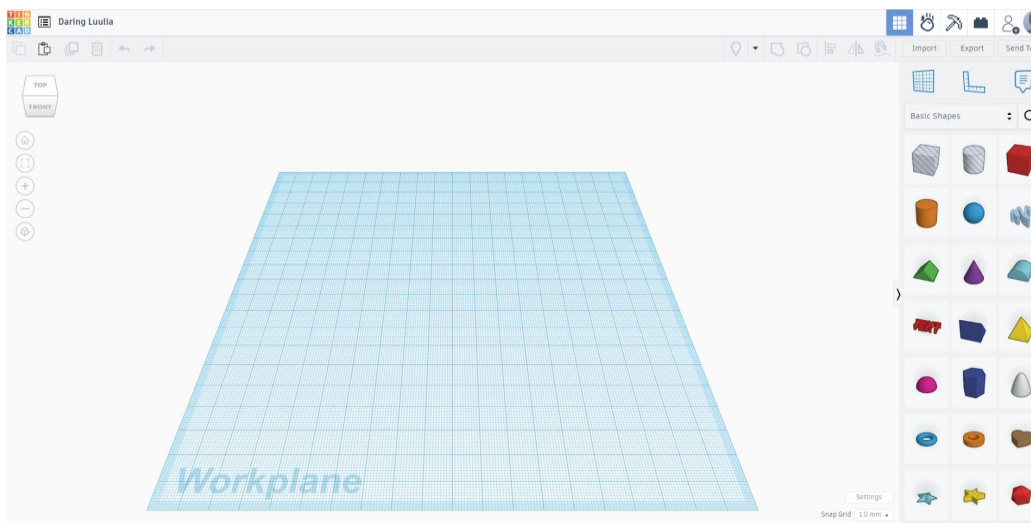 TIN
KER
CAD
Daring Luulia
Import Export Send T
TOP
FRONT
Basic Shapes
TEXT
Workplane
Settings
Snap Grid 1.0 mm